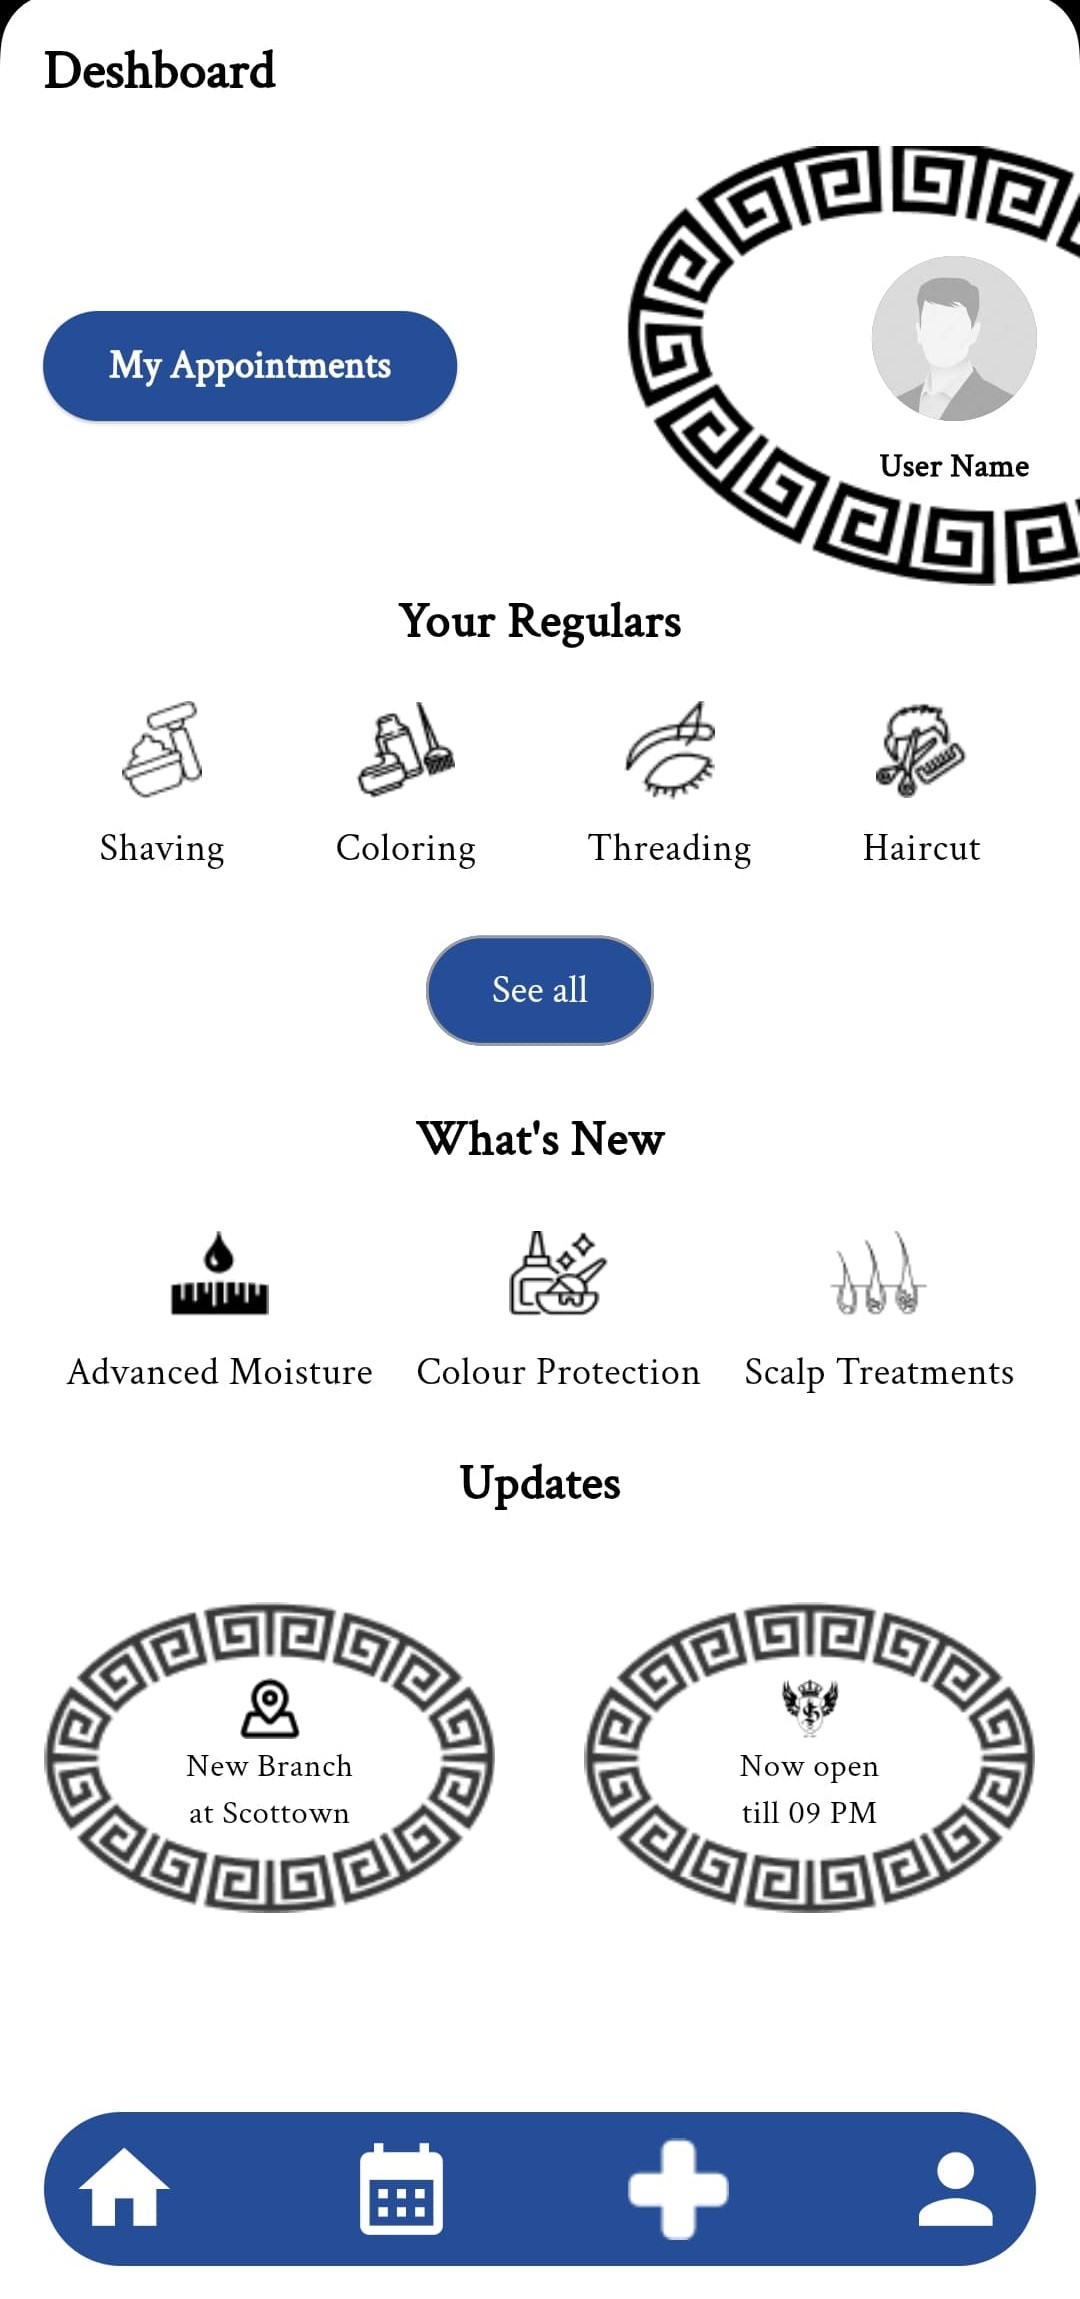 Deshboard
My Appointments
User Name
Your Regulars
Shaving Coloring Threading Haircut
See all
What's New
Advanced Moisture Colour Protection Scalp Treatments
Updates
New Branch
at Scottown
Now open
till 09 PM